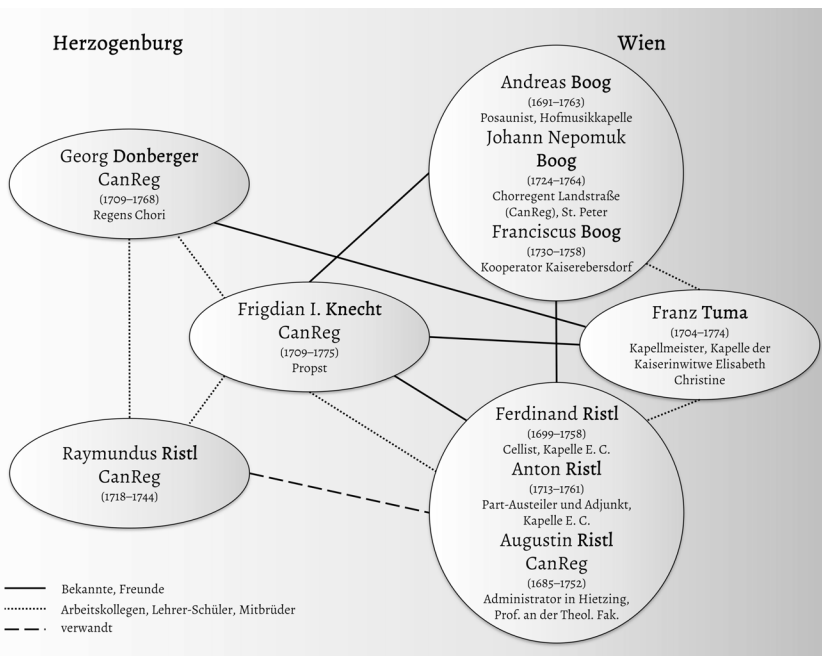 Herzogenburg
Wien
Georg Donberger
CanReg
(1709–1768)
Regens Chori
Andreas Boog
(1691–1763)
Posaunist, Hofmusikkapelle
Johann Nepomuk
Boog
(1724–1764)
Chorregent Landstraße
(CanReg), St. Peter
Franciscus Boog
(1730–1758)
Kooperator Kaiserebersdorf
Frigdian I. Knecht
CanReg
(1709–1775)
Propst
Franz Tuma
(1704–1774)
Kapellmeister, Kapelle der
Kaiserinwitwe Elisabeth
Christine
Raymundus Ristl
CanReg
(1718–1744)
Ferdinand Ristl
(1699–1758)
Cellist, Kapelle E. C.
Anton Ristl
(1713–1761)
Part-Austeiler und Adjunkt,
Kapelle E. C.
Augustin Ristl
CanReg
(1685–1752)
Administrator in Hietzing,
Prof. an der Theol. Fak.
Bekannte, Freunde
Arbeitskollegen, Lehrer-Schüler, Mitbrüder
verwandt